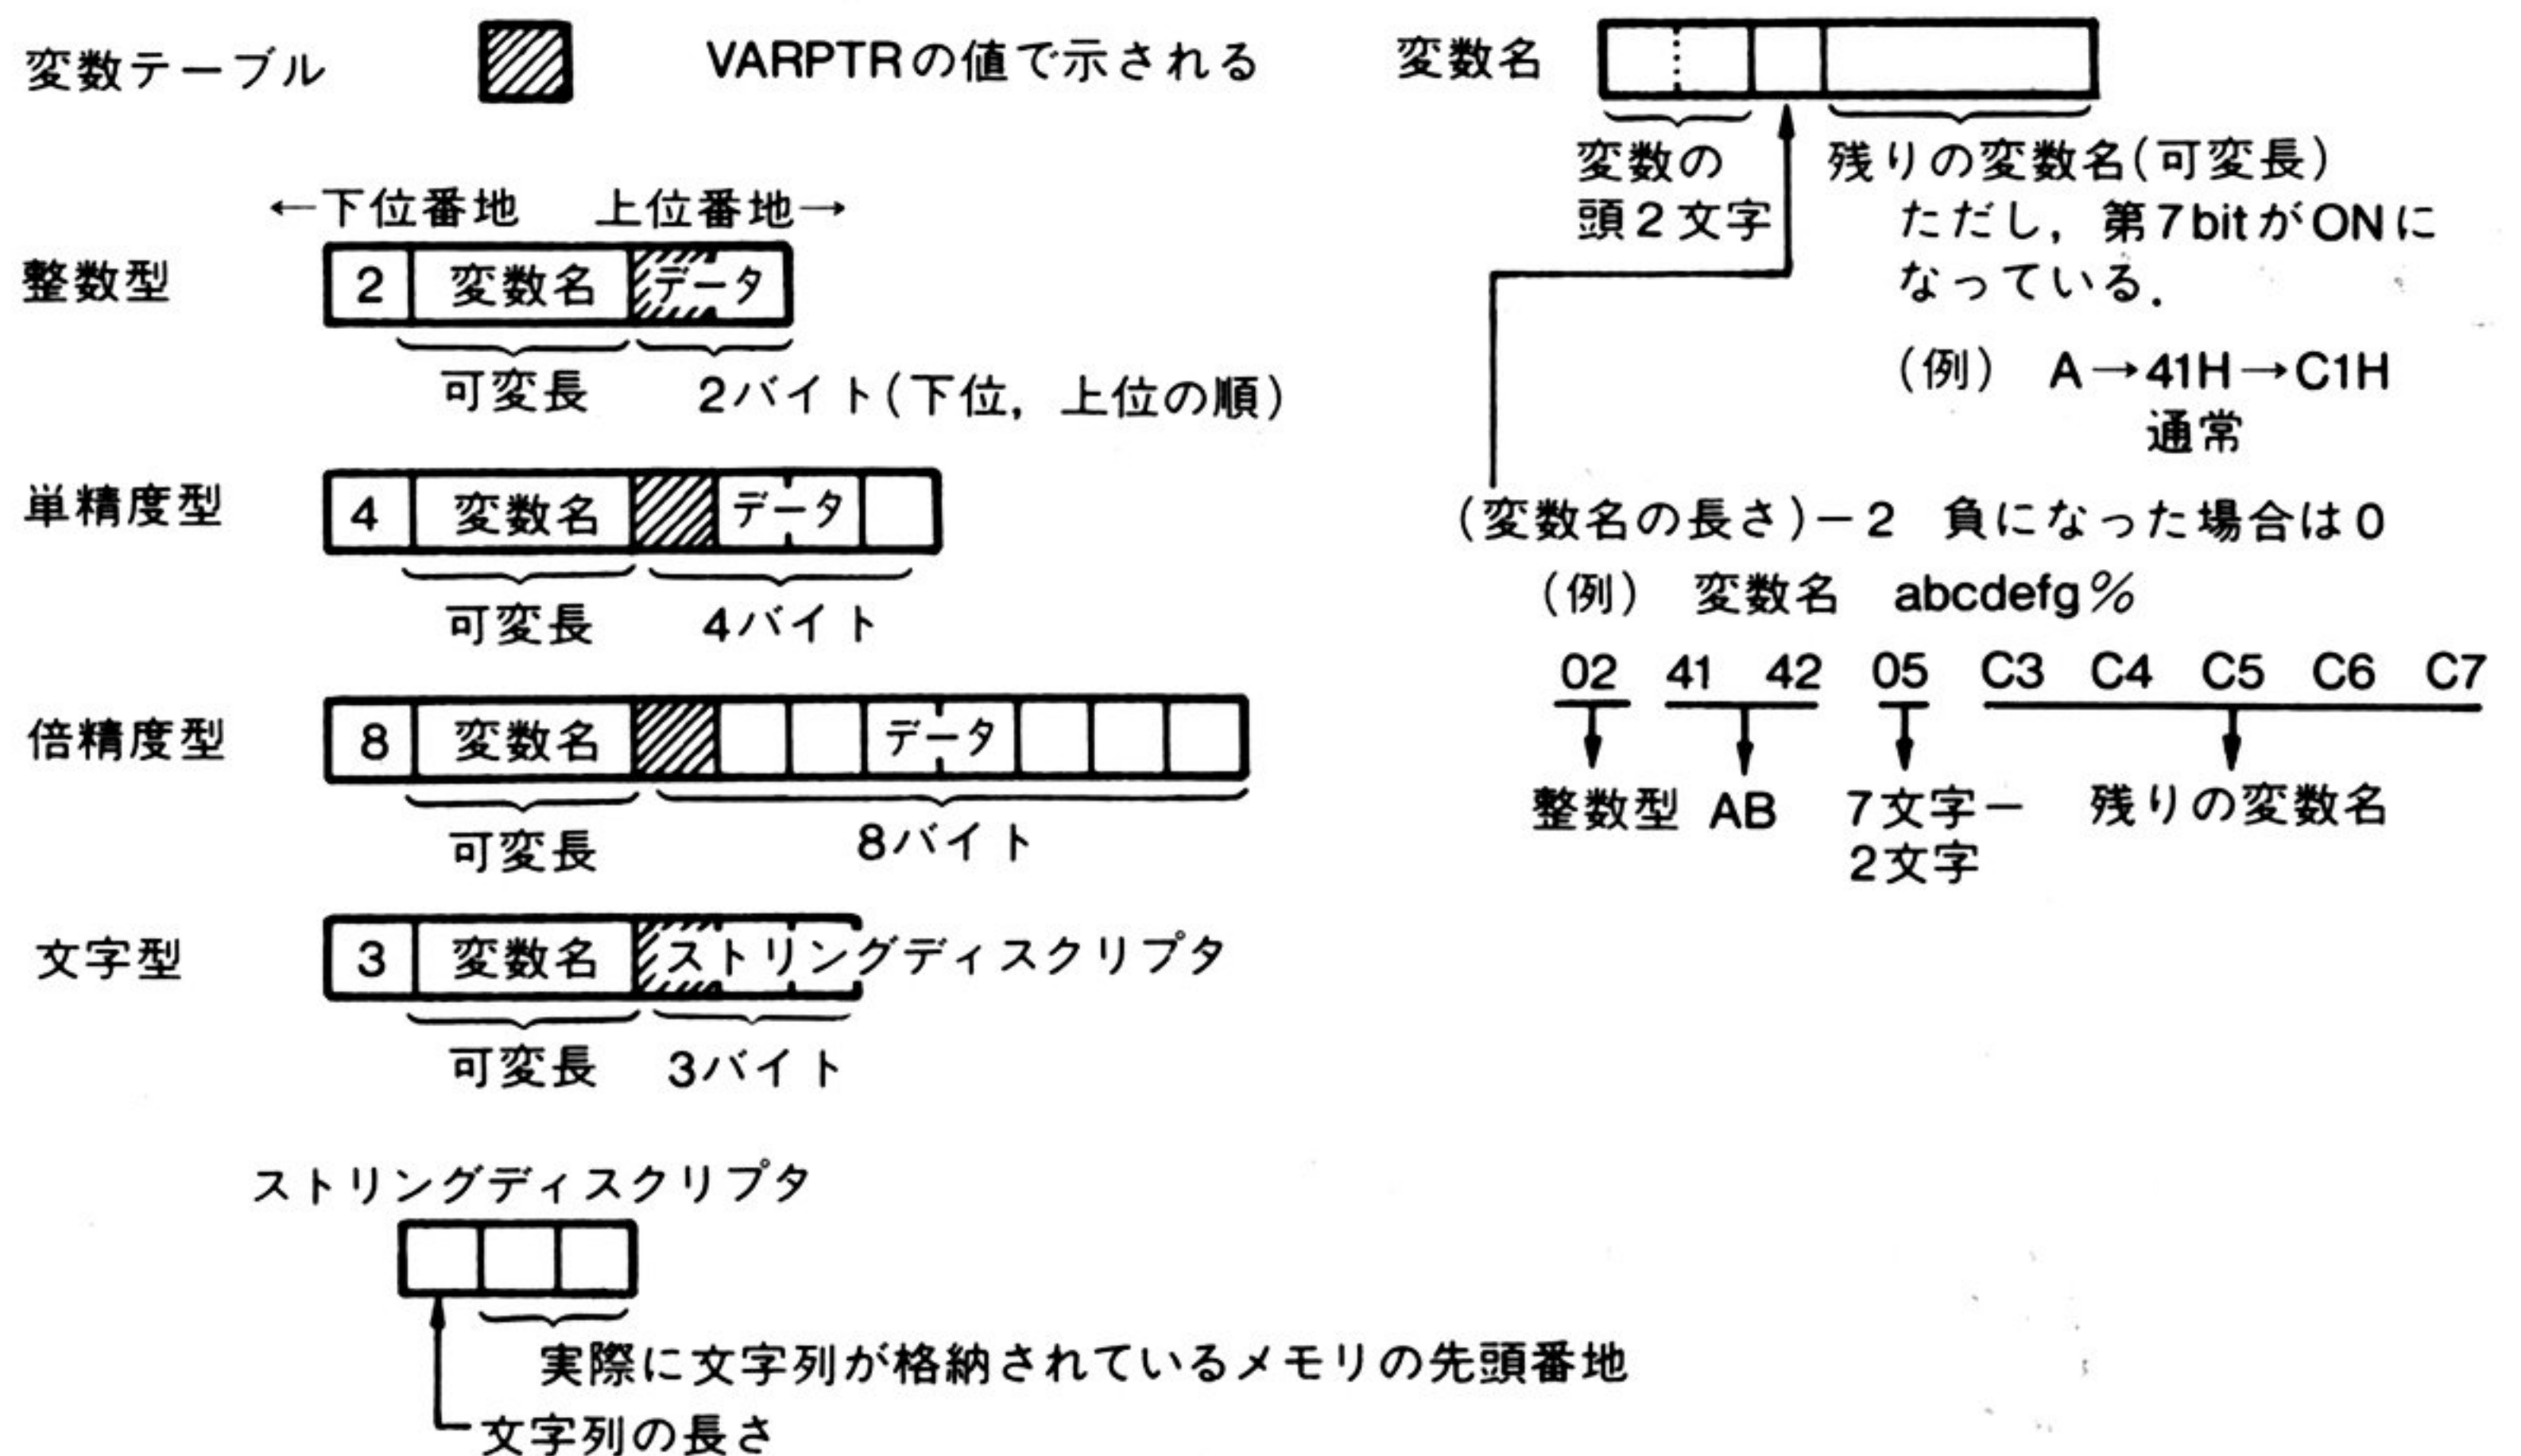 変数テーブル
VARPTRの値で示される
←下位番地 上位番地→
整数型
2 変数名 データ
可変長 2バイト(下位，上位の順)
単精度型
4 変数名 データ
可変長 4バイト
倍精度型
8 変数名 データ
可変長 8バイト
文字型
3 変数名 ストリングディスクリプタ
可変長 3バイト
ストリングディスクリプタ
実際に文字列が格納されているメモリの先頭番地
文字列の長さ
変数名
変数の
頭2文字
残りの変数名(可変長)
ただし，第7bitがONに
なっている．
(例) A→41H→C1H
通常
(変数名の長さ)－2 負になった場合は0
(例) 変数名 abcdefg%
02 41 42 05 C3 C4 C5 C6 C7
整数型 AB 7文字－ 残りの変数名
2文字